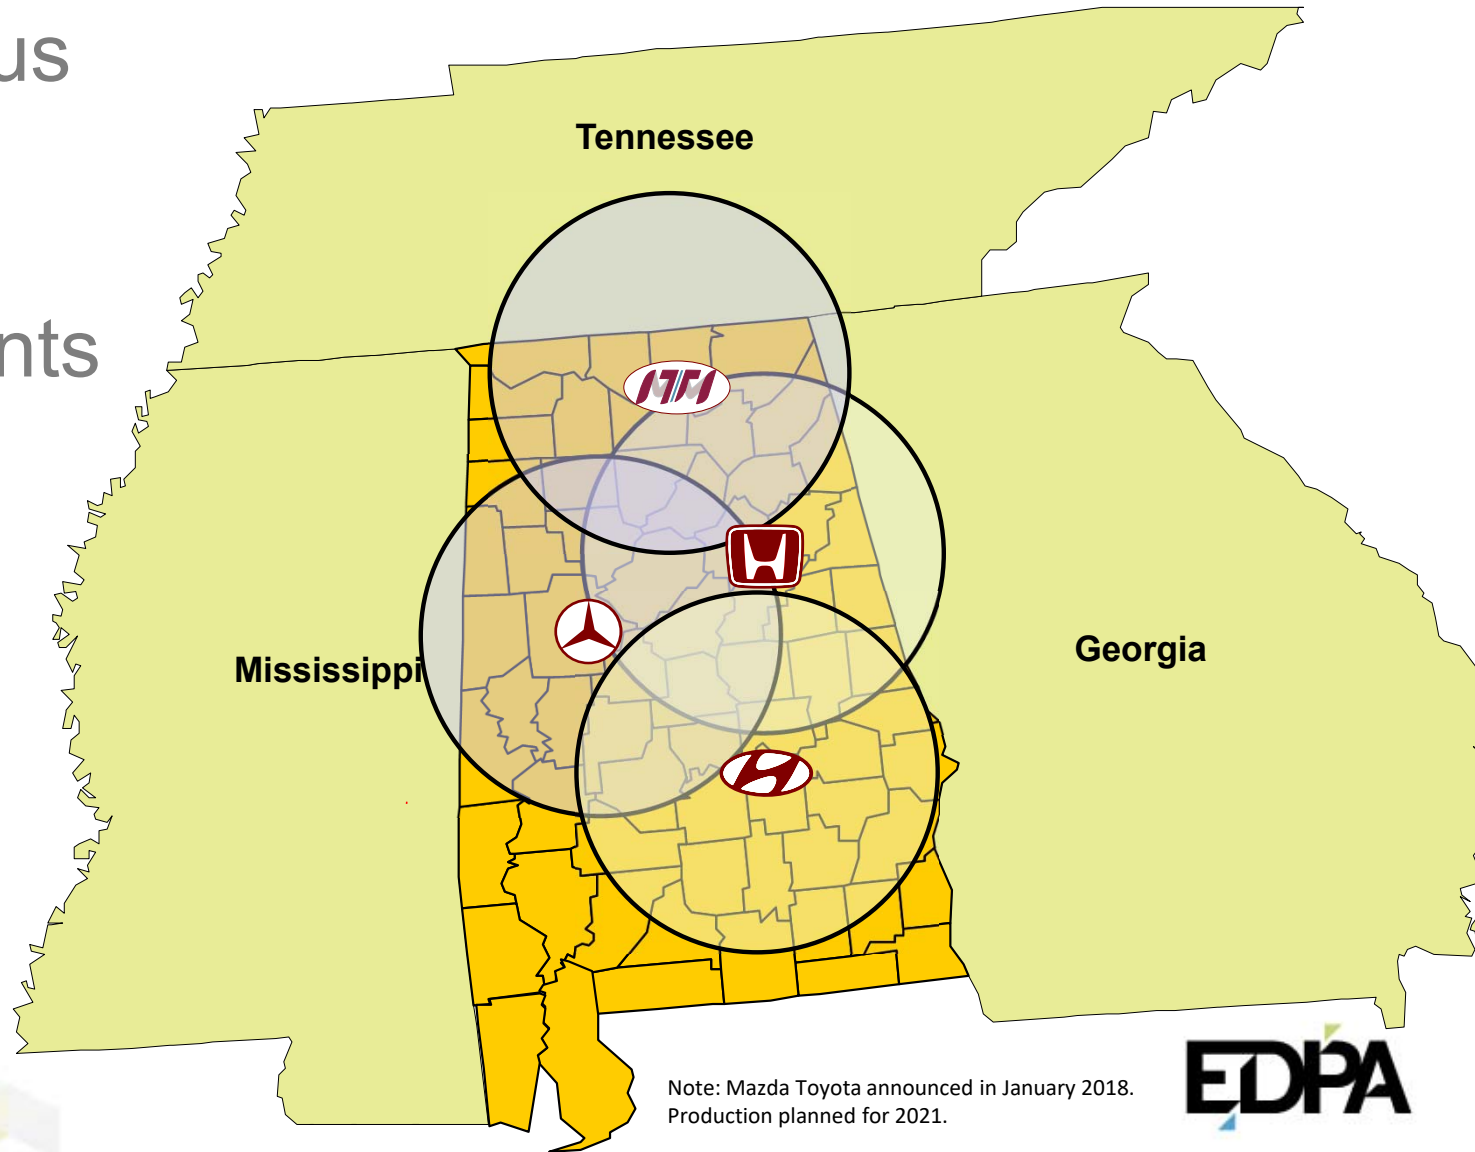 us
nts
Tennessee
Mississippi
Georgia
Note: Mazda Toyota announced in January 2018.
Production planned for 2021.
EDPA